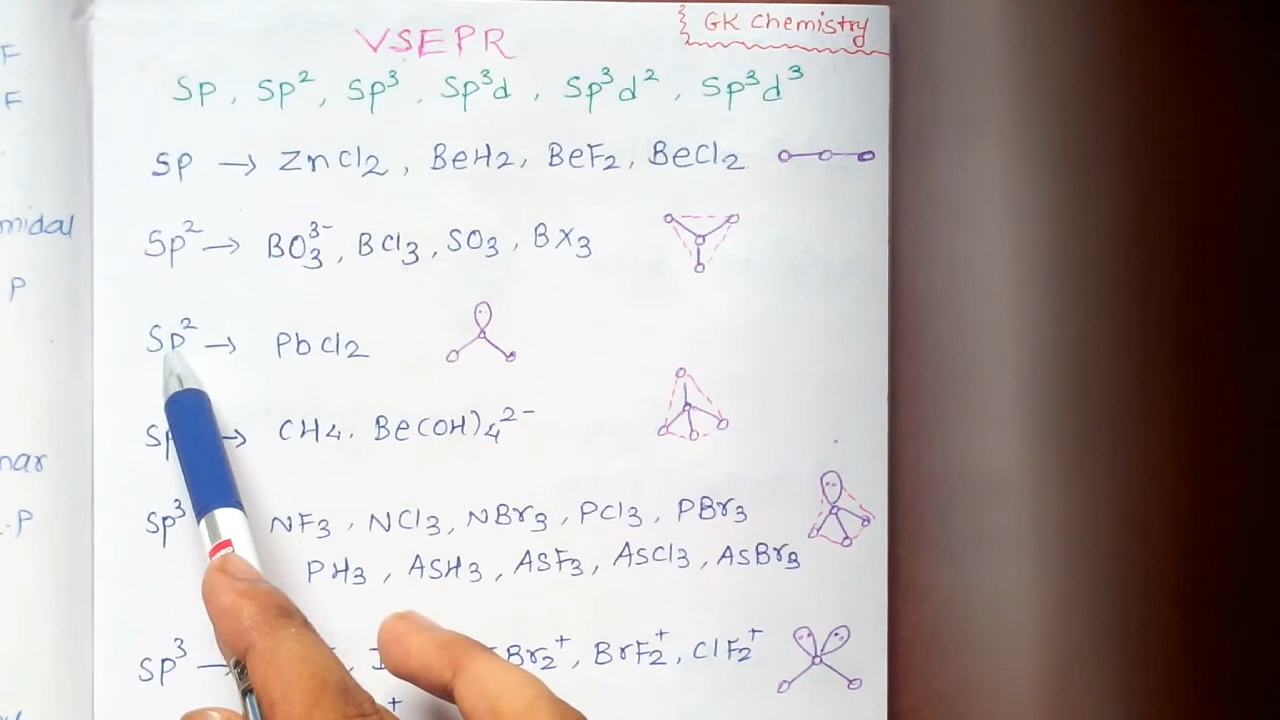 GK Chemistry
VSEPR
Sp, Sp², Sp³, Sp³d, Sp³d², Sp³d³
Sp → ZnCl₂, BeH₂, BeF₂, BeCl₂
Sp² → BO₃³⁻, BCl₃, SO₃, BX₃
Sp² → PbCl₂
→ CH₄, Be(OH)₄²⁻
Sp³ NF₃, NCl₃, NBr₃, PCl₃, PBr₃
PH₃, ASH₃, ASF₃, AsCl₃, AsBr₃
Sp³ Br₂⁺, BrF₂⁺, ClF₂⁺
+
F
F
midal
P
nar
.P